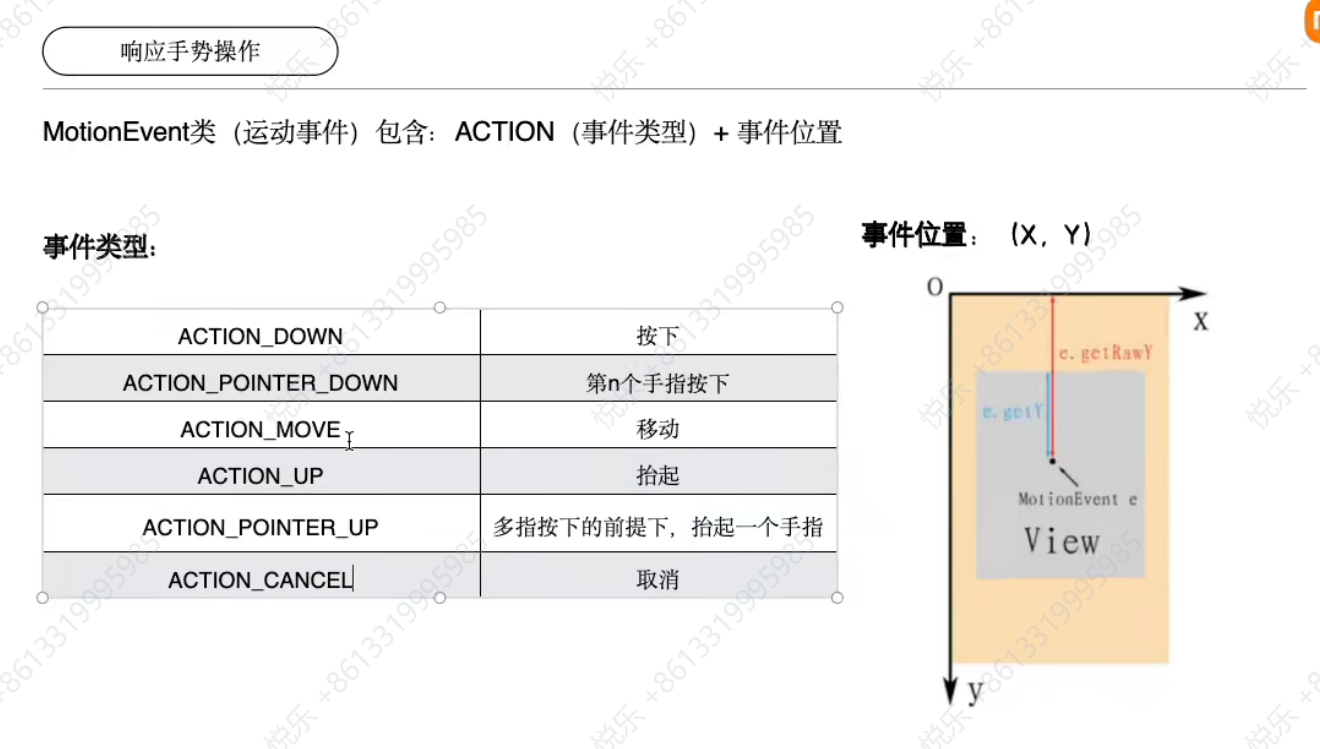 响应手势操作
MotionEvent类（运动事件）包含：ACTION（事件类型）+ 事件位置
事件类型:
ACTION_DOWN 按下
ACTION_POINTER_DOWN 第n个手指按下
ACTION_MOVE 移动
ACTION_UP 抬起
ACTION_POINTER_UP 多指按下的前提下，抬起一个手指
ACTION_CANCEL 取消
事件位置：（X，Y）
O
X
e.getRawY
e.getY
MotionEvent e
View
y
悦乐 +8613319995985